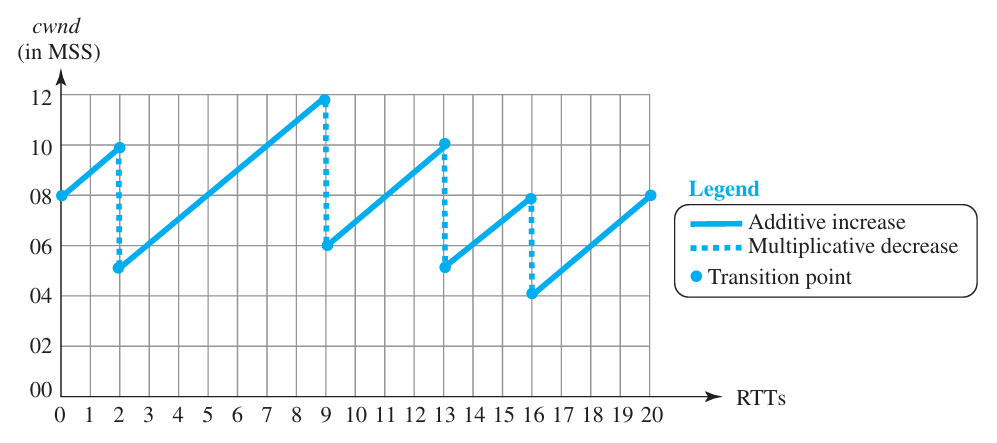 cwnd
(in MSS)
12
10
08
06
04
02
00
0 1 2 3 4 5 6 7 8 9 10 11 12 13 14 15 16 17 18 19 20
RTTs
Legend
Additive increase
Multiplicative decrease
Transition point